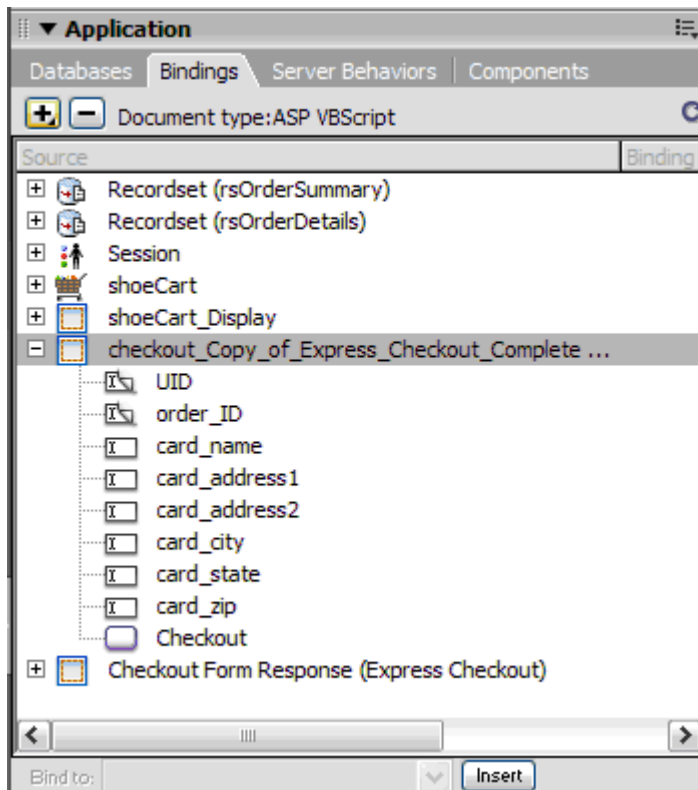 Application
Databases Bindings Server Behaviors Components
Document type:ASP VBScript
Source Binding
Recordset (rsOrderSummary)
Recordset (rsOrderDetails)
Session
shoeCart
shoeCart_Display
checkout_Copy_of_Express_Checkout_Complete ...
UID
order_ID
card_name
card_address1
card_address2
card_city
card_state
card_zip
Checkout
Checkout Form Response (Express Checkout)
Bind to: Insert